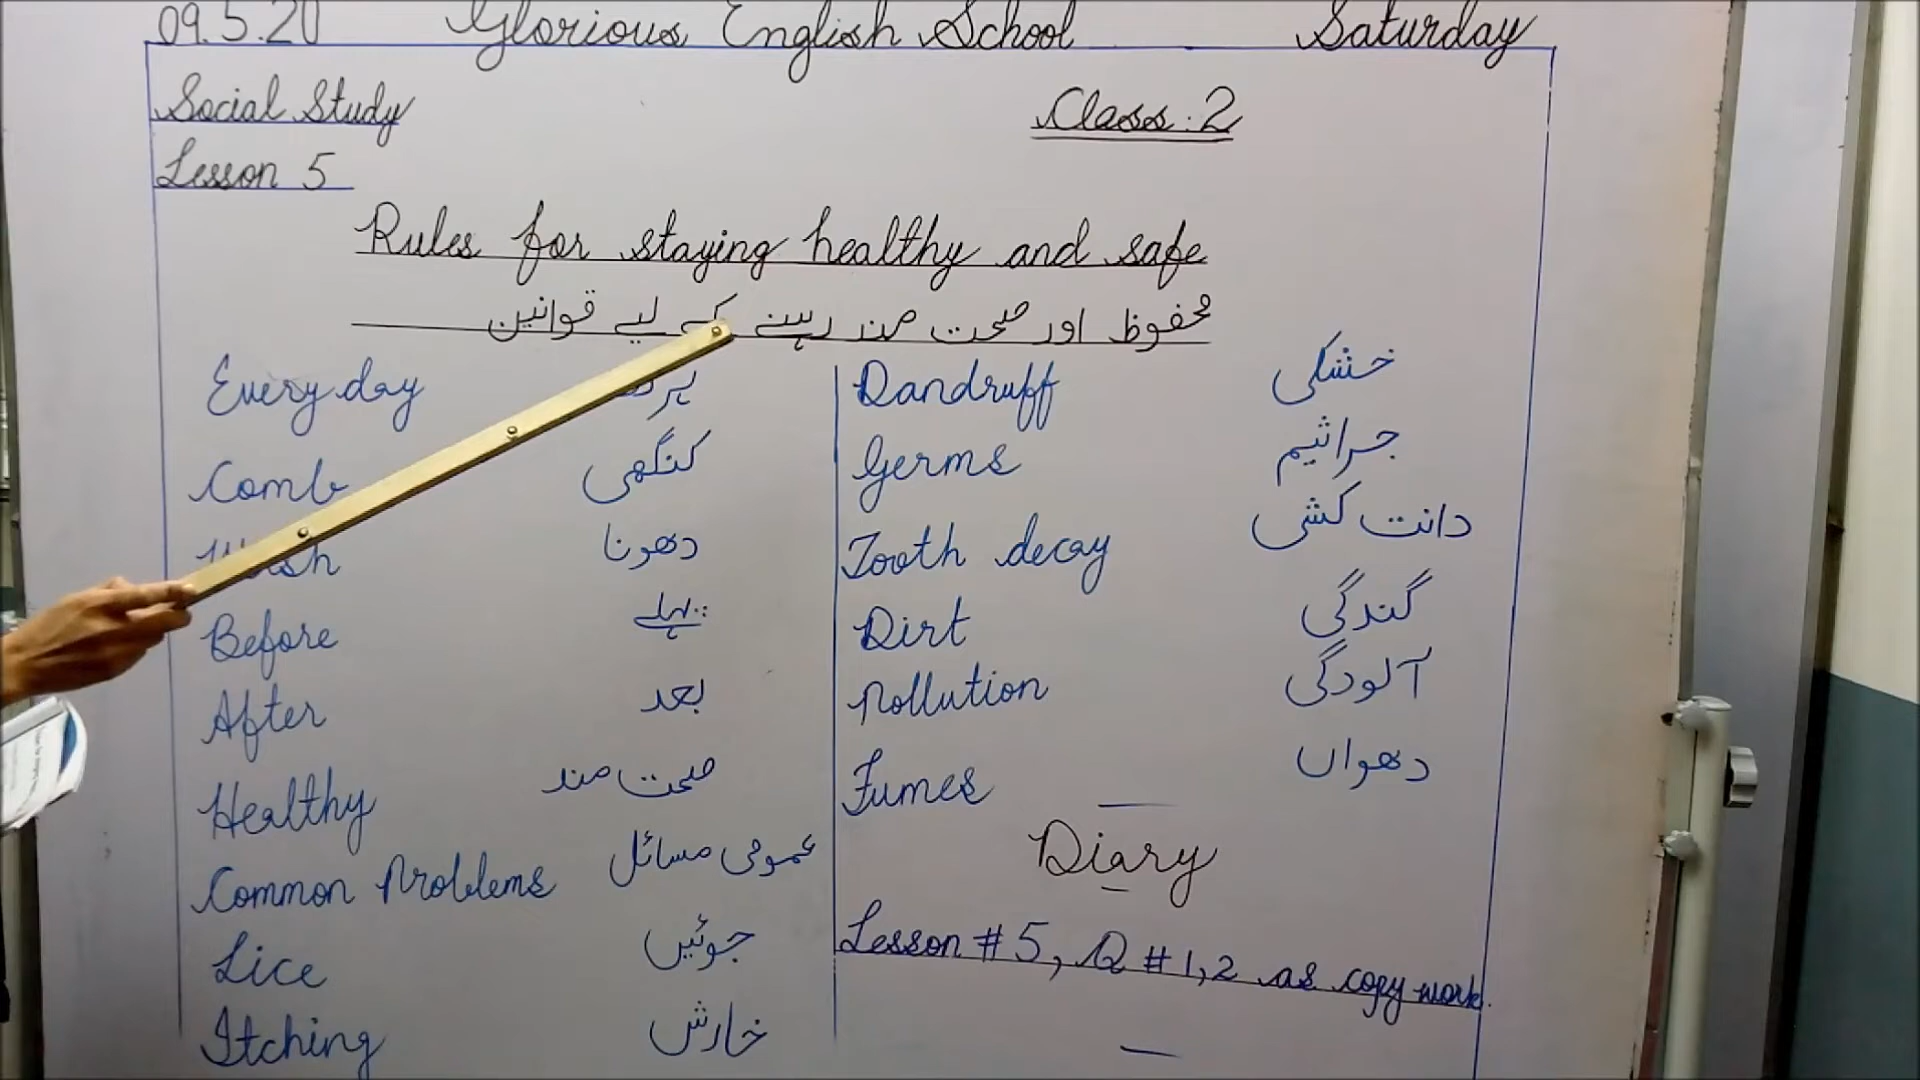 09.5.20 Glorious English School Saturday
Social Study Class: 2
Lesson 5
Rules for staying healthy and safe
محفوظ اور صحت مند رہنے کے لیے قوانین
Every day
Comb کنگھی
Wash دھونا
Before پہلے
After بعد
Healthy صحت مند
Common Problems عمومی مسائل
Lice جوئیں
Itching خارش
Dandruff خشکی
Germs جراثیم
Tooth decay دانت کشی
Dirt گندگی
Pollution آلودگی
Fumes دھواں
Diary
Lesson # 5, Q # 1,2 as copy work.